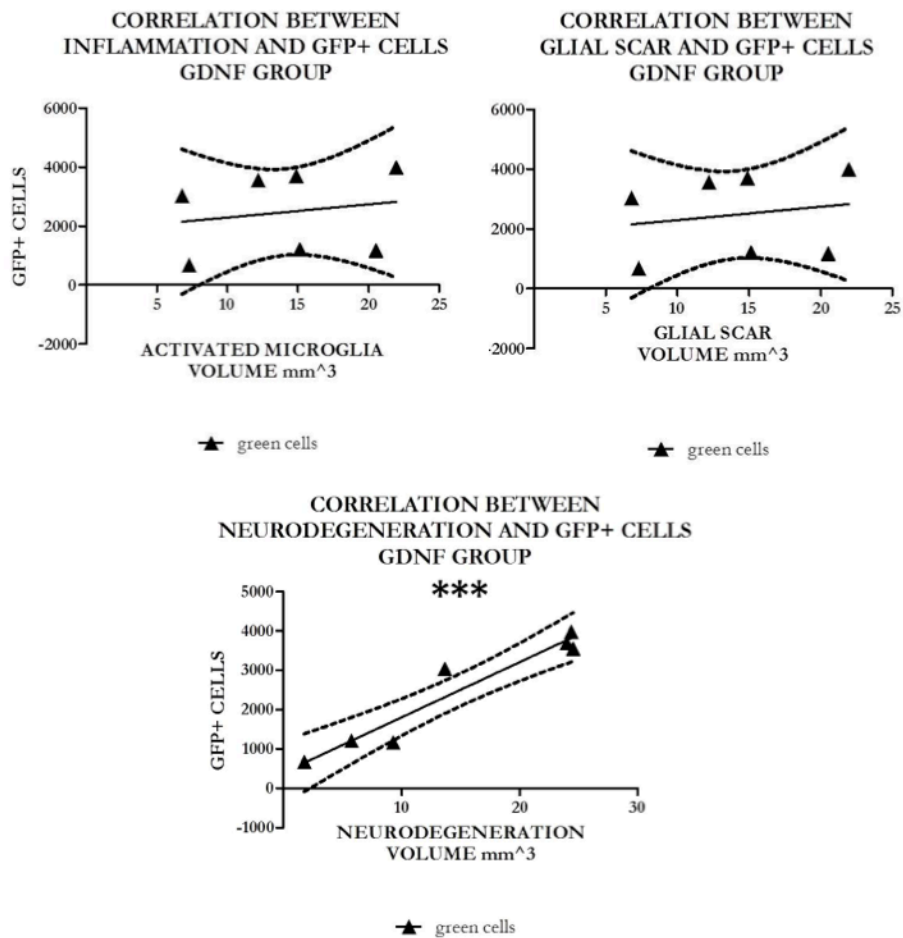 CORRELATION BETWEEN
INFLAMMATION AND GFP+ CELLS
GDNF GROUP
6000
4000
2000
0
-2000
GFP+ CELLS
5
10
15
20
25
ACTIVATED MICROGLIA
VOLUME mm^3
green cells
CORRELATION BETWEEN
GLIAL SCAR AND GFP+ CELLS
GDNF GROUP
6000
4000
2000
0
-2000
5
10
15
20
25
GLIAL SCAR
VOLUME mm^3
green cells
CORRELATION BETWEEN
NEURODEGENERATION AND GFP+ CELLS
GDNF GROUP
***
5000
4000
3000
2000
1000
0
-1000
GFP+ CELLS
10
20
30
NEURODEGENERATION
VOLUME mm^3
green cells